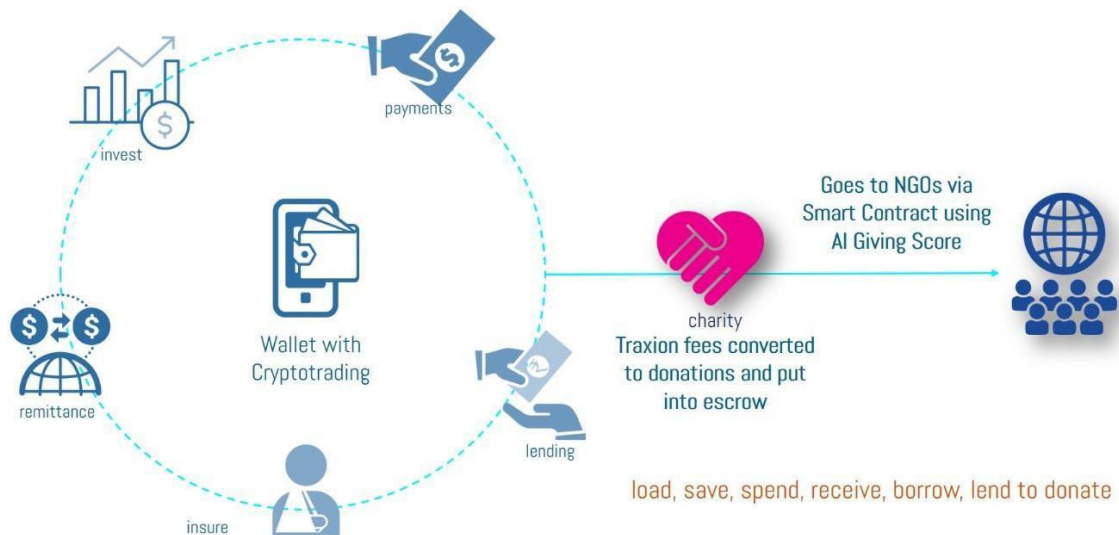 payments
invest
Goes to NGOs via
Smart Contract using
AI Giving Score
charity
Traxion fees converted
to donations and put
into escrow
Wallet with
Cryptotrading
remittance
lending
insure
load, save, spend, receive, borrow, lend to donate